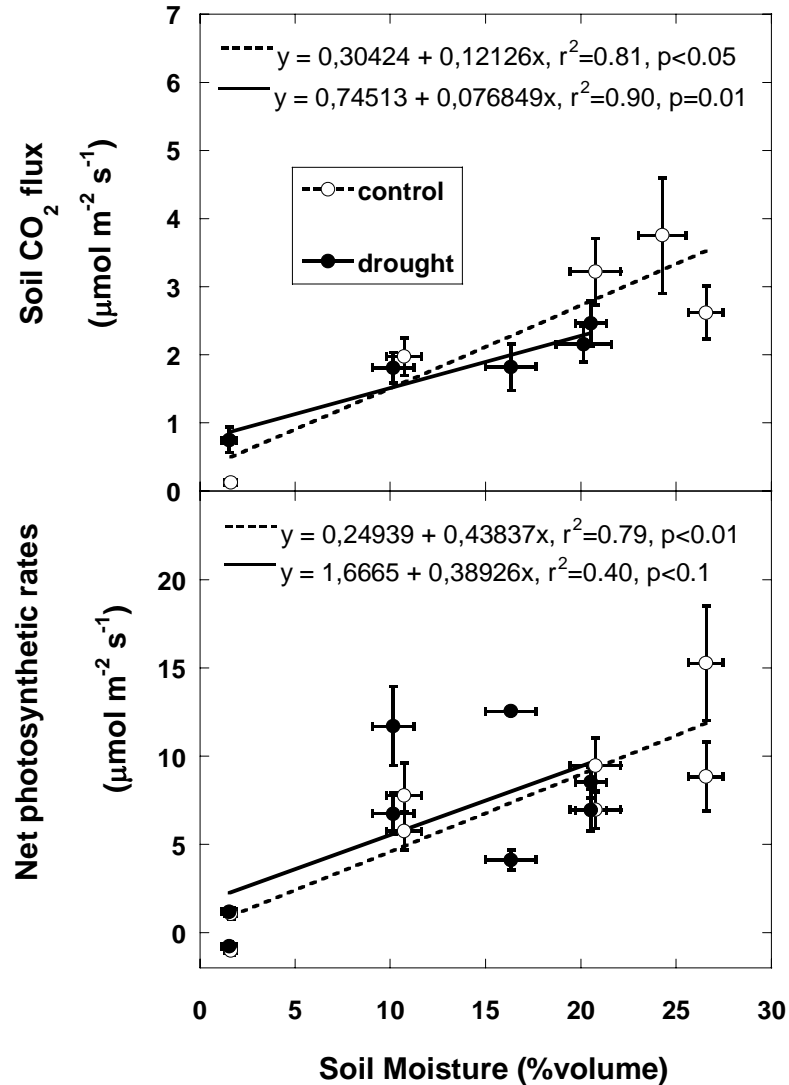 7
6
5
4
3
2
1
0
Soil CO2 flux
(μmol m-2 s-1)
y = 0,30424 + 0,12126x, r2=0.81, p<0.05
y = 0,74513 + 0,076849x, r2=0.90, p=0.01
control
drought
20
15
10
5
0
Net photosynthetic rates
(μmol m-2 s-1)
y = 0,24939 + 0,43837x, r2=0.79, p<0.01
y = 1,6665 + 0,38926x, r2=0.40, p<0.1
0 5 10 15 20 25 30
Soil Moisture (%volume)